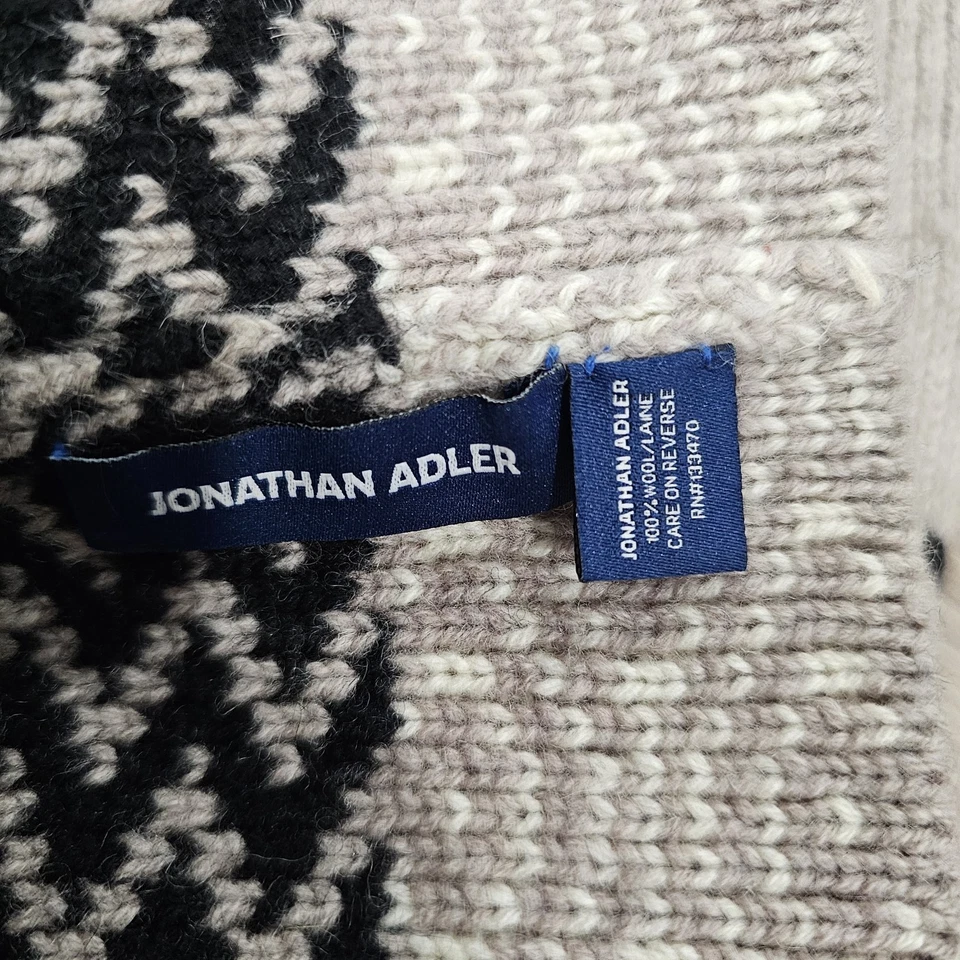 JONATHAN ADLER
JONATHAN ADLER
100% WOOL/LAINE
CARE ON REVERSE
RN#133470